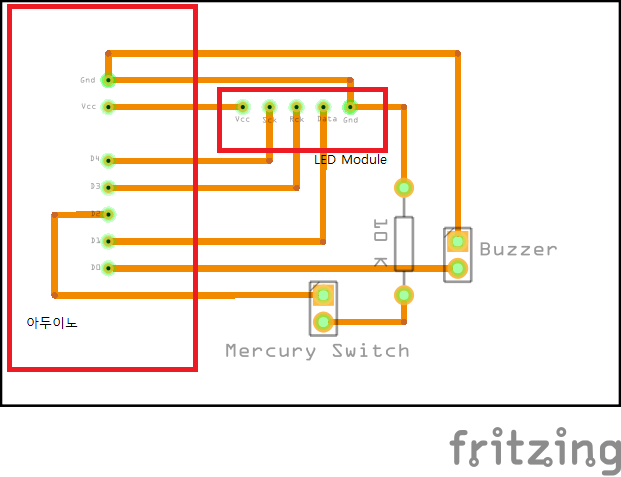 Gnd
Vcc
Vcc Sck Rck Data Gnd
LED Module
D4
D3
D2
D1
D0
10 K
Buzzer
아두이노
Mercury Switch
fritzing